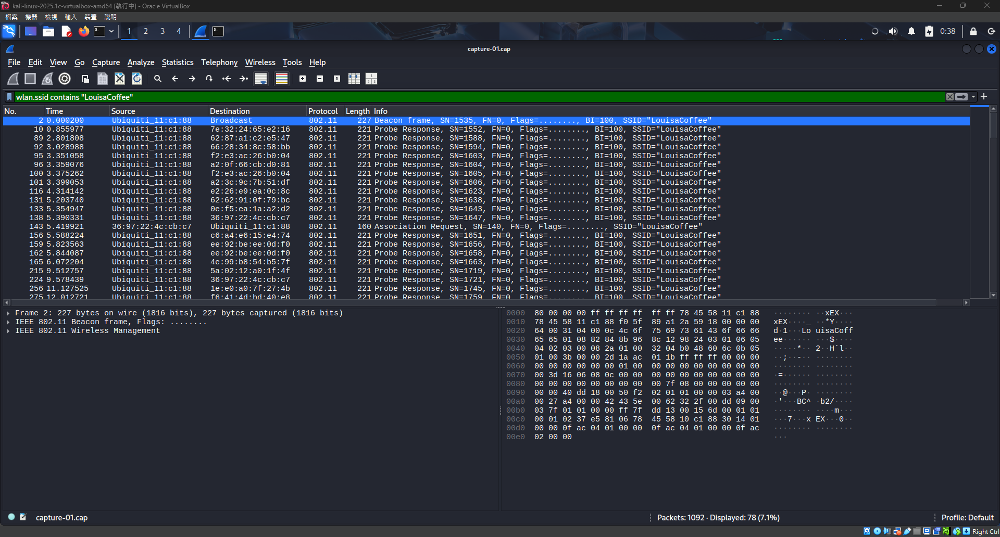 kali-linux-2025.1c-virtualbox-amd64 [執行中] - Oracle VirtualBox
檔案 機器 檢視 輸入 裝置 說明
1 2 3 4 0:38
capture-01.cap
File Edit View Go Capture Analyze Statistics Telephony Wireless Tools Help
wlan.ssid contains "LouisaCoffee"
No. Time Source Destination Protocol Length Info
2 0.000200 Ubiquiti_11:c1:88 Broadcast 802.11 227 Beacon frame, SN=1535, FN=0, Flags=........, BI=100, SSID="LouisaCoffee"
10 0.855977 Ubiquiti_11:c1:88 7e:32:24:65:e2:16 802.11 221 Probe Response, SN=1552, FN=0, Flags=........, BI=100, SSID="LouisaCoffee"
89 2.801808 Ubiquiti_11:c1:88 62:87:a1:c2:e5:47 802.11 221 Probe Response, SN=1588, FN=0, Flags=........, BI=100, SSID="LouisaCoffee"
92 3.028988 Ubiquiti_11:c1:88 66:28:34:8c:58:bb 802.11 221 Probe Response, SN=1594, FN=0, Flags=........, BI=100, SSID="LouisaCoffee"
95 3.351058 Ubiquiti_11:c1:88 f2:e3:ac:26:b0:04 802.11 221 Probe Response, SN=1603, FN=0, Flags=........, BI=100, SSID="LouisaCoffee"
96 3.359076 Ubiquiti_11:c1:88 a2:0f:66:cb:d0:81 802.11 221 Probe Response, SN=1604, FN=0, Flags=........, BI=100, SSID="LouisaCoffee"
100 3.375262 Ubiquiti_11:c1:88 f2:e3:ac:26:b0:04 802.11 221 Probe Response, SN=1605, FN=0, Flags=........, BI=100, SSID="LouisaCoffee"
101 3.399053 Ubiquiti_11:c1:88 a2:3c:9c:7b:51:df 802.11 221 Probe Response, SN=1606, FN=0, Flags=........, BI=100, SSID="LouisaCoffee"
116 4.314142 Ubiquiti_11:c1:88 e2:26:e9:ea:0c:8c 802.11 221 Probe Response, SN=1623, FN=0, Flags=........, BI=100, SSID="LouisaCoffee"
131 5.203740 Ubiquiti_11:c1:88 62:62:91:0f:79:bc 802.11 221 Probe Response, SN=1638, FN=0, Flags=........, BI=100, SSID="LouisaCoffee"
133 5.354947 Ubiquiti_11:c1:88 0e:f5:ea:1a:a2:d2 802.11 221 Probe Response, SN=1643, FN=0, Flags=........, BI=100, SSID="LouisaCoffee"
138 5.390331 Ubiquiti_11:c1:88 36:97:22:4c:cb:c7 802.11 221 Probe Response, SN=1647, FN=0, Flags=........, BI=100, SSID="LouisaCoffee"
143 5.419921 36:97:22:4c:cb:c7 Ubiquiti_11:c1:88 802.11 160 Association Request, SN=140, FN=0, Flags=........, SSID="LouisaCoffee"
156 5.588224 Ubiquiti_11:c1:88 c6:a4:e6:15:e4:74 802.11 221 Probe Response, SN=1651, FN=0, Flags=........, BI=100, SSID="LouisaCoffee"
159 5.823563 Ubiquiti_11:c1:88 ee:92:be:ee:0d:f0 802.11 221 Probe Response, SN=1656, FN=0, Flags=........, BI=100, SSID="LouisaCoffee"
162 5.844087 Ubiquiti_11:c1:88 ee:92:be:ee:0d:f0 802.11 221 Probe Response, SN=1658, FN=0, Flags=........, BI=100, SSID="LouisaCoffee"
165 6.072204 Ubiquiti_11:c1:88 4e:99:b8:54:b5:7f 802.11 221 Probe Response, SN=1663, FN=0, Flags=........, BI=100, SSID="LouisaCoffee"
215 9.512757 Ubiquiti_11:c1:88 5a:02:12:a0:1f:4f 802.11 221 Probe Response, SN=1719, FN=0, Flags=........, BI=100, SSID="LouisaCoffee"
224 9.578439 Ubiquiti_11:c1:88 36:97:22:4c:cb:c7 802.11 221 Probe Response, SN=1721, FN=0, Flags=........, BI=100, SSID="LouisaCoffee"
256 11.127525 Ubiquiti_11:c1:88 1e:e0:a0:7f:27:4b 802.11 221 Probe Response, SN=1745, FN=0, Flags=........, BI=100, SSID="LouisaCoffee"
275 12.012721 Ubiquiti_11:c1:88 f6:41:4d:bd:40:e8 802.11 221 Probe Response, SN=1759, FN=0, Flags=........, BI=100, SSID="LouisaCoffee"
Frame 2: 227 bytes on wire (1816 bits), 227 bytes captured (1816 bits)
IEEE 802.11 Beacon frame, Flags: ........
IEEE 802.11 Wireless Management
0000 80 00 00 00 ff ff ff ff ff ff 78 45 58 11 c1 88 ········ ··xEX···
0010 78 45 58 11 c1 88 f0 5f 89 a1 2a 59 18 00 00 00 xEX····_ ··*Y····
0020 64 00 31 04 00 0c 4c 6f 75 69 73 61 43 6f 66 66 d·1···Lo uisaCoff
0030 65 65 01 08 82 84 8b 96 8c 12 98 24 03 01 06 05 ee······ ···$····
0040 04 02 03 00 08 2a 01 00 32 04 b0 48 60 6c 0b 05 ·····*·· 2··H`l··
0050 01 00 3b 00 00 2d 1a ac 01 1b ff ff ff 00 00 00 ··;··-·· ········
0060 00 00 00 00 00 00 01 00 00 00 00 00 00 00 00 00 ········ ········
0070 00 3d 16 06 08 0c 00 00 00 00 00 00 00 00 00 00 ·=······ ········
0080 00 00 00 00 00 00 00 00 00 7f 08 00 00 00 00 00 ········ ········
0090 00 00 40 dd 18 00 50 f2 02 01 01 00 00 03 a4 00 ··@···P· ········
00a0 00 27 a4 00 00 42 43 5e 00 62 32 2f 00 dd 09 00 ·'···BC^ ·b2/····
00b0 03 7f 01 01 00 00 ff 7f dd 13 00 15 6d 00 01 01 ········ ····m···
00c0 00 01 02 37 e5 81 06 78 45 58 10 c1 88 30 14 01 ···7···x EX···0··
00d0 00 00 0f ac 04 01 00 00 0f ac 04 01 00 00 0f ac ········ ········
00e0 02 00 00 ···
capture-01.cap Packets: 1092 · Displayed: 78 (7.1%) Profile: Default
Right Ctrl